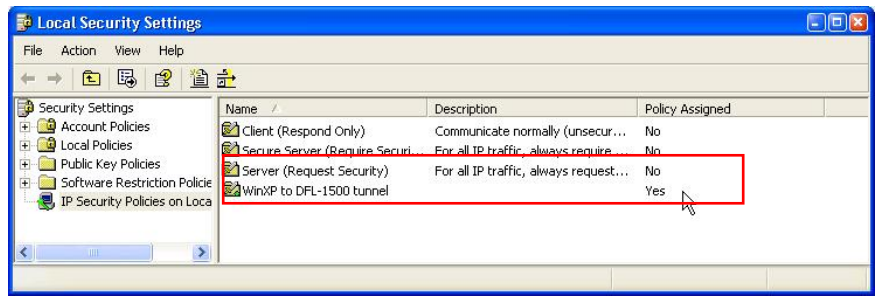 Local Security Settings
File Action View Help
Security Settings
Account Policies
Local Policies
Public Key Policies
Software Restriction Policie
IP Security Policies on Loca
Name Description Policy Assigned
Client (Respond Only) Communicate normally (unsecur... No
Secure Server (Require Securi... For all IP traffic, always require ... No
Server (Request Security) For all IP traffic, always request... No
WinXP to DFL-1500 tunnel Yes